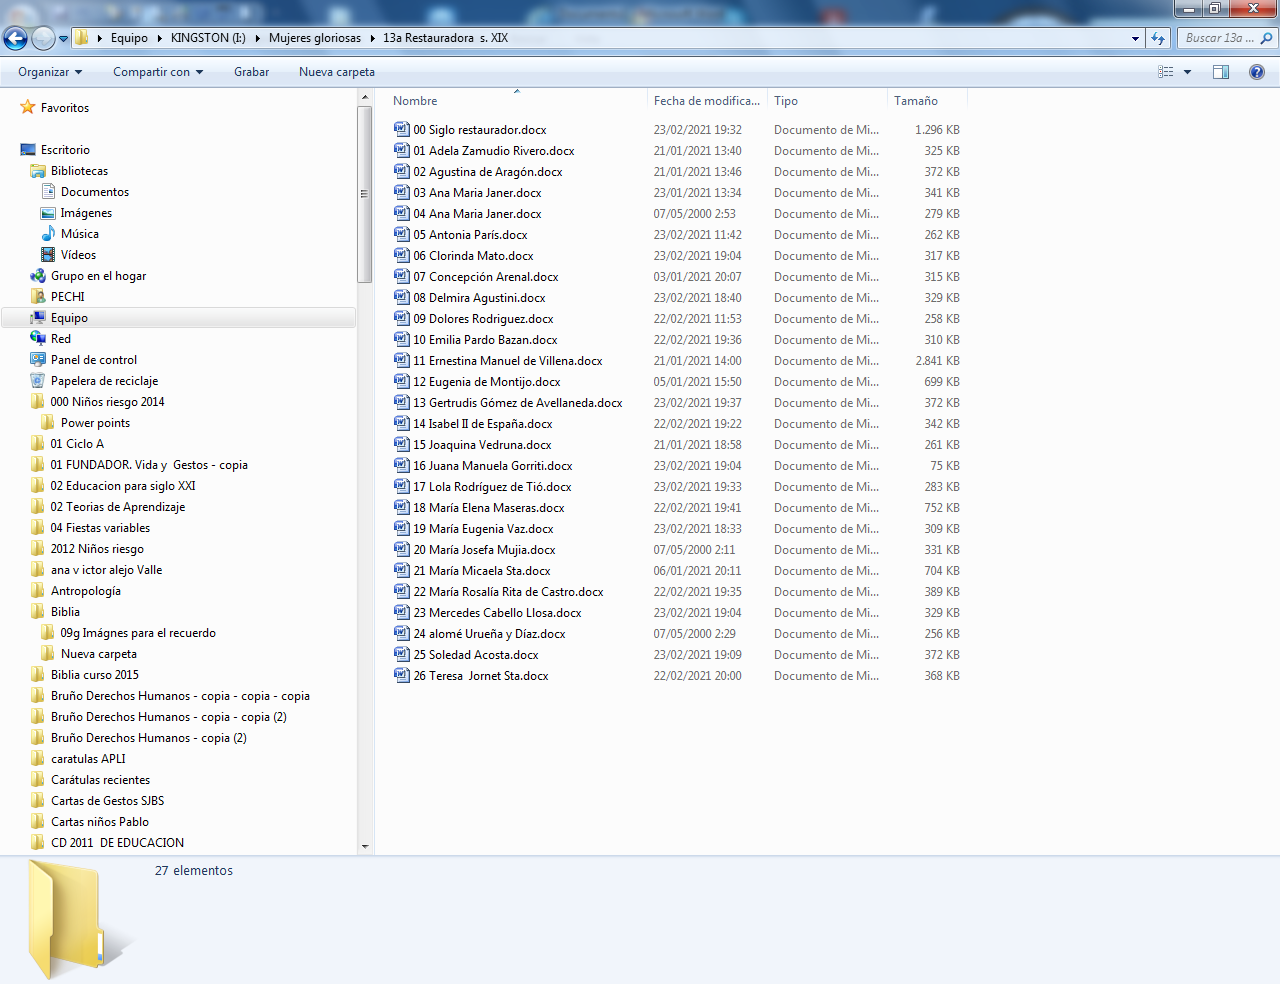 Equipo KINGSTON (I:) Mujeres gloriosas 13a Restauradora s. XIX
Buscar 13a ...
Organizar Compartir con Grabar Nueva carpeta
Favoritos
Escritorio
Bibliotecas
Documentos
Imágenes
Música
Vídeos
Grupo en el hogar
PECHI
Equipo
Red
Panel de control
Papelera de reciclaje
000 Niños riesgo 2014
Power points
01 Ciclo A
01 FUNDADOR. Vida y Gestos - copia
02 Educacion para siglo XXI
02 Teorias de Aprendizaje
04 Fiestas variables
2012 Niños riesgo
ana v ictor alejo Valle
Antropología
Biblia
09g Imágnes para el recuerdo
Nueva carpeta
Biblia curso 2015
Bruño Derechos Humanos - copia - copia - copia
Bruño Derechos Humanos - copia - copia (2)
Bruño Derechos Humanos - copia (2)
caratulas APLI
Carátulas recientes
Cartas de Gestos SJBS
Cartas niños Pablo
CD 2011 DE EDUCACION
Nombre Fecha de modifica... Tipo Tamaño
00 Siglo restaurador.docx 23/02/2021 19:32 Documento de Mi... 1.296 KB
01 Adela Zamudio Rivero.docx 21/01/2021 13:40 Documento de Mi... 325 KB
02 Agustina de Aragón.docx 21/01/2021 13:46 Documento de Mi... 372 KB
03 Ana Maria Janer.docx 23/01/2021 13:34 Documento de Mi... 341 KB
04 Ana Maria Janer.docx 07/05/2000 2:53 Documento de Mi... 279 KB
05 Antonia París.docx 23/02/2021 11:42 Documento de Mi... 262 KB
06 Clorinda Mato.docx 23/02/2021 19:04 Documento de Mi... 317 KB
07 Concepción Arenal.docx 03/01/2021 20:07 Documento de Mi... 315 KB
08 Delmira Agustini.docx 23/02/2021 18:40 Documento de Mi... 329 KB
09 Dolores Rodriguez.docx 22/02/2021 11:53 Documento de Mi... 258 KB
10 Emilia Pardo Bazan.docx 22/02/2021 19:36 Documento de Mi... 310 KB
11 Ernestina Manuel de Villena.docx 21/01/2021 14:00 Documento de Mi... 2.841 KB
12 Eugenia de Montijo.docx 05/01/2021 15:50 Documento de Mi... 699 KB
13 Gertrudis Gómez de Avellaneda.docx 23/02/2021 19:37 Documento de Mi... 372 KB
14 Isabel II de España.docx 22/02/2021 19:22 Documento de Mi... 342 KB
15 Joaquina Vedruna.docx 21/01/2021 18:58 Documento de Mi... 261 KB
16 Juana Manuela Gorriti.docx 23/02/2021 19:04 Documento de Mi... 75 KB
17 Lola Rodríguez de Tió.docx 23/02/2021 19:33 Documento de Mi... 283 KB
18 María Elena Maseras.docx 22/02/2021 19:41 Documento de Mi... 752 KB
19 María Eugenia Vaz.docx 23/02/2021 18:33 Documento de Mi... 309 KB
20 María Josefa Mujia.docx 07/05/2000 2:11 Documento de Mi... 331 KB
21 María Micaela Sta.docx 06/01/2021 20:11 Documento de Mi... 704 KB
22 María Rosalía Rita de Castro.docx 22/02/2021 19:35 Documento de Mi... 389 KB
23 Mercedes Cabello Llosa.docx 23/02/2021 19:04 Documento de Mi... 329 KB
24 alomé Urueña y Díaz.docx 07/05/2000 2:29 Documento de Mi... 256 KB
25 Soledad Acosta.docx 23/02/2021 19:09 Documento de Mi... 372 KB
26 Teresa Jornet Sta.docx 22/02/2021 20:00 Documento de Mi... 368 KB
27 elementos